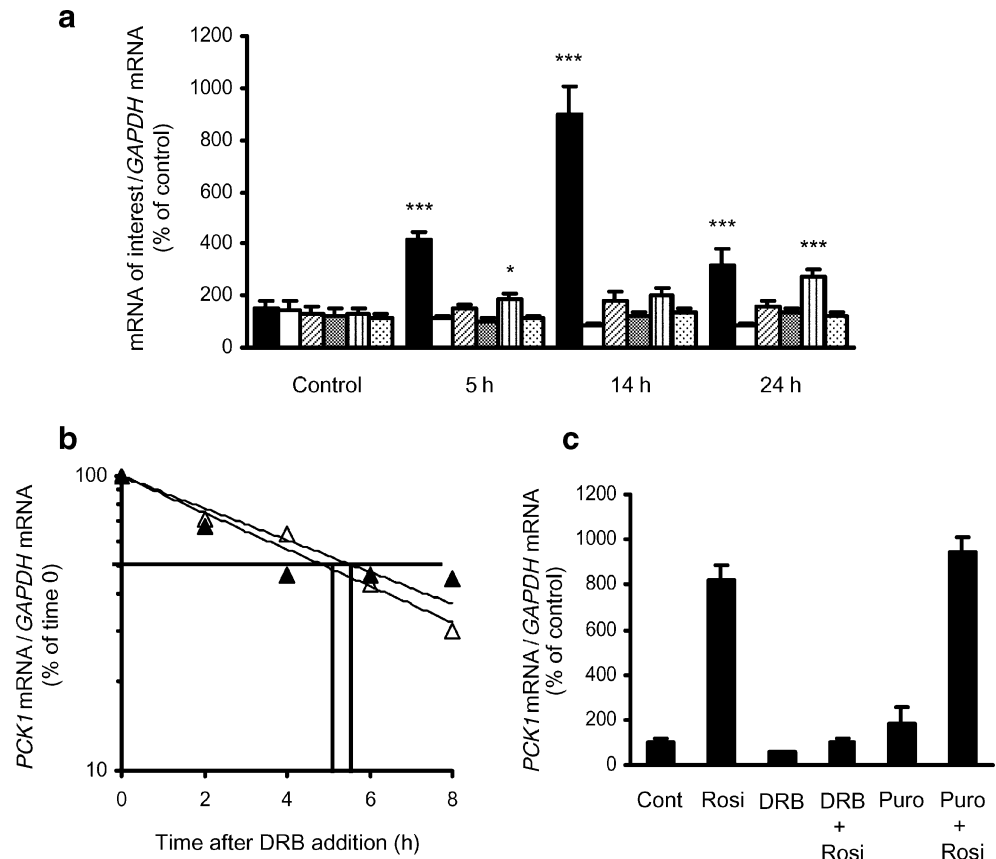 a
mRNA of interest/GAPDH mRNA
(% of control)
1200
1000
800
600
400
200
0
***
*
***
***
***
Control 5 h 14 h 24 h
b
PCK1 mRNA / GAPDH mRNA
(% of time 0)
100
10
0 2 4 6 8
Time after DRB addition (h)
c
PCK1 mRNA / GAPDH mRNA
(% of control)
1200
1000
800
600
400
200
0
Cont Rosi DRB DRB Puro Puro
+ +
Rosi Rosi